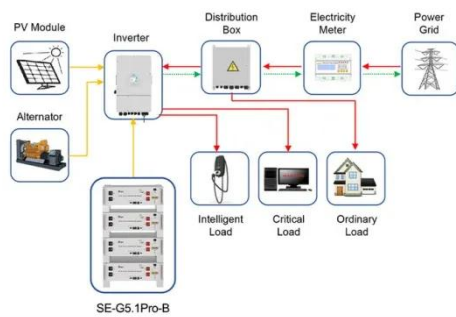 PV Module
Inverter
Distribution
Box
Electricity
Meter
Power
Grid
Alternator
Intelligent
Load
Critical
Load
Ordinary
Load
SE-G5.1Pro-B